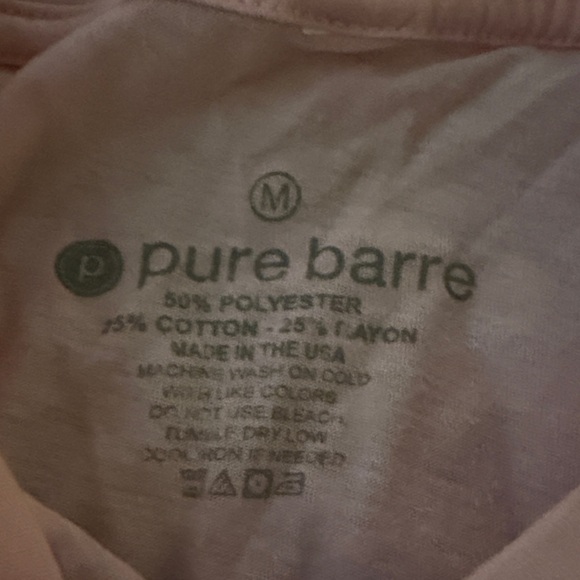 M
p pure barre
50% POLYESTER
25% COTTON - 25% RAYON
MADE IN THE USA
MACHINE WASH ON COLD
WITH LIKE COLORS
DO NOT USE BLEACH
TUMBLE DRY LOW
COOL IRON IF NEEDED